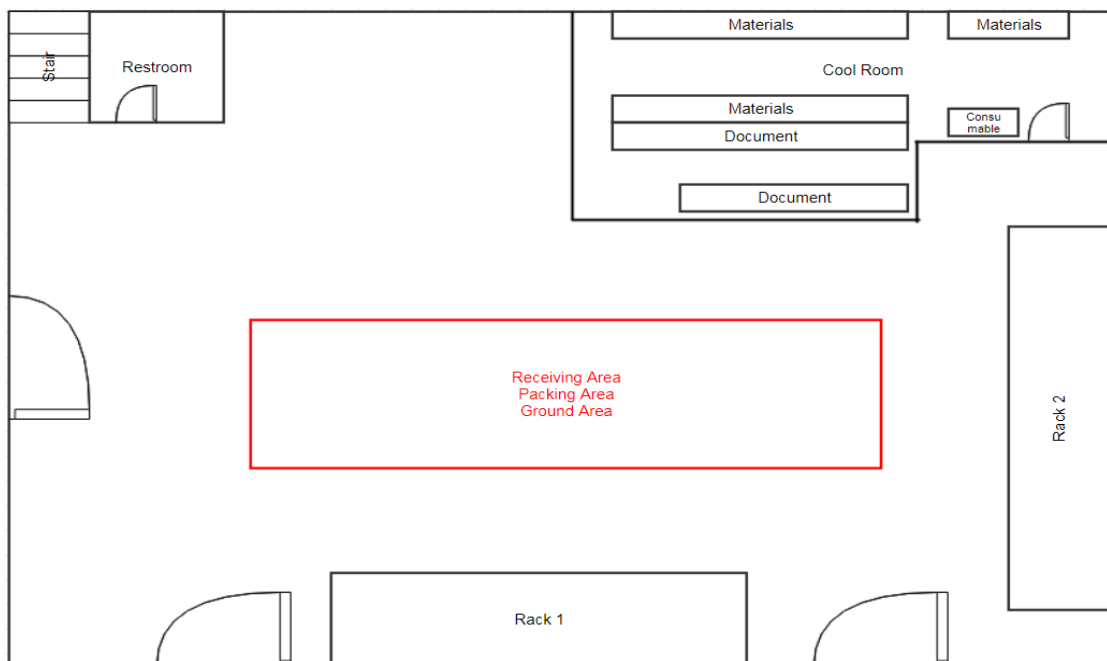 Materials
Materials
Stair
Restroom
Cool Room
Materials
Consu
mable
Document
Document
Receiving Area
Packing Area
Ground Area
Rack 2
Rack 1